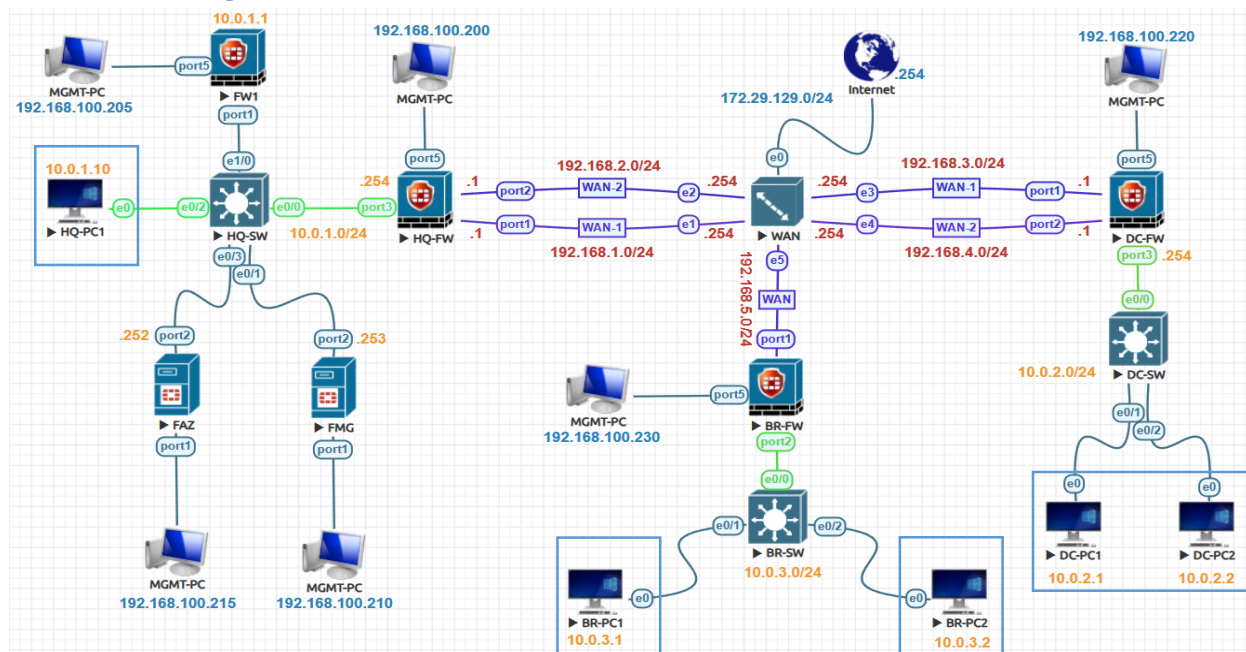 10.0.1.1
192.168.100.200
192.168.100.220
.254
port5
MGMT-PC
192.168.100.205
FW1
port1
MGMT-PC
172.29.129.0/24
Internet
MGMT-PC
e1/0
port5
e0
port5
10.0.1.10
192.168.2.0/24
192.168.3.0/24
.254
.1
port2
WAN-2
e2
.254
.254
e3
WAN-1
port1
.1
e0
e0/2
e0/0
port3
HQ-PC1
HQ-SW
10.0.1.0/24
HQ-FW
.1
port1
WAN-1
e1
.254
WAN
.254
e4
WAN-2
port2
.1
DC-FW
192.168.1.0/24
192.168.4.0/24
e0/3
e0/1
e5
port3
.254
192.168.5.0/24
WAN
e0/0
.252
port2
port2
.253
port1
10.0.2.0/24
DC-SW
port5
MGMT-PC
192.168.100.230
BR-FW
e0/1
e0/2
FAZ
FMG
port1
port1
port2
e0/0
e0
e0
e0/1
e0/2
BR-SW
10.0.3.0/24
DC-PC1
DC-PC2
10.0.2.1
10.0.2.2
MGMT-PC
192.168.100.215
MGMT-PC
192.168.100.210
e0
e0
BR-PC1
10.0.3.1
BR-PC2
10.0.3.2